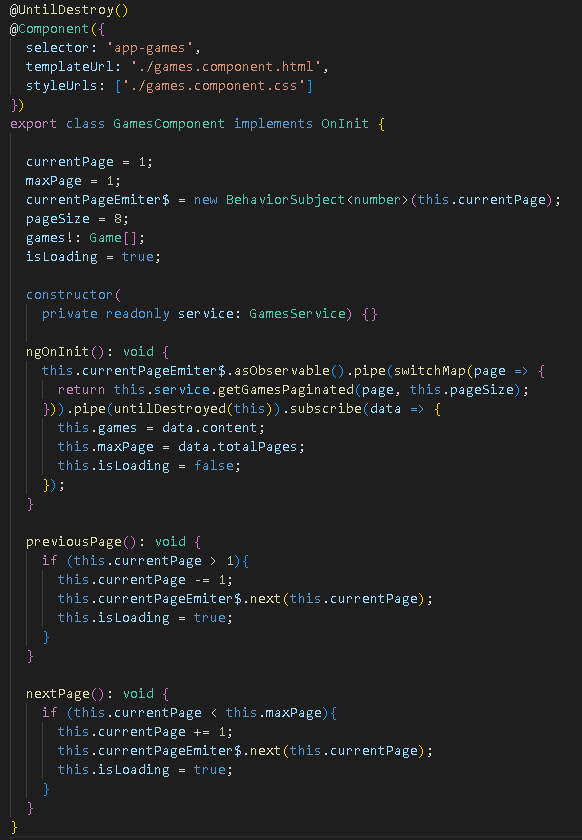 @UntilDestroy()
@Component({
  selector: 'app-games',
  templateUrl: './games.component.html',
  styleUrls: ['./games.component.css']
})
export class GamesComponent implements OnInit {

  currentPage = 1;
  maxPage = 1;
  currentPageEmiter$ = new BehaviorSubject<number>(this.currentPage);
  pageSize = 8;
  games!: Game[];
  isLoading = true;

  constructor(
    private readonly service: GamesService) {}

  ngOnInit(): void {
    this.currentPageEmiter$.asObservable().pipe(switchMap(page => {
      return this.service.getGamesPaginated(page, this.pageSize);
    })).pipe(untilDestroyed(this)).subscribe(data => {
      this.games = data.content;
      this.maxPage = data.totalPages;
      this.isLoading = false;
    });
  }

  previousPage(): void {
    if (this.currentPage > 1){
      this.currentPage -= 1;
      this.currentPageEmiter$.next(this.currentPage);
      this.isLoading = true;
    }
  }

  nextPage(): void {
    if (this.currentPage < this.maxPage){
      this.currentPage += 1;
      this.currentPageEmiter$.next(this.currentPage);
      this.isLoading = true;
    }
  }
}